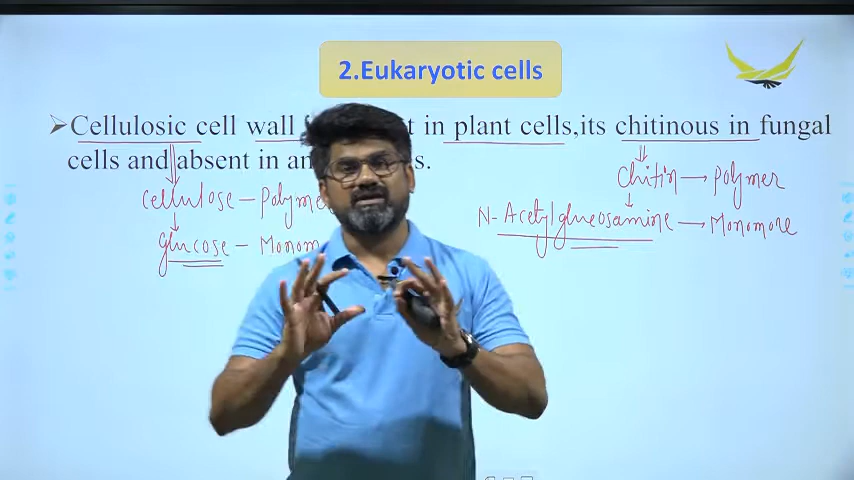 2.Eukaryotic cells
➢Cellulosic cell wall t in plant cells,its chitinous in fungal
cells and absent in an s.
Cellulose – Polyme
Chitin → Polymer
N-Acetylglucosamine → Monomore
glucose – Monom